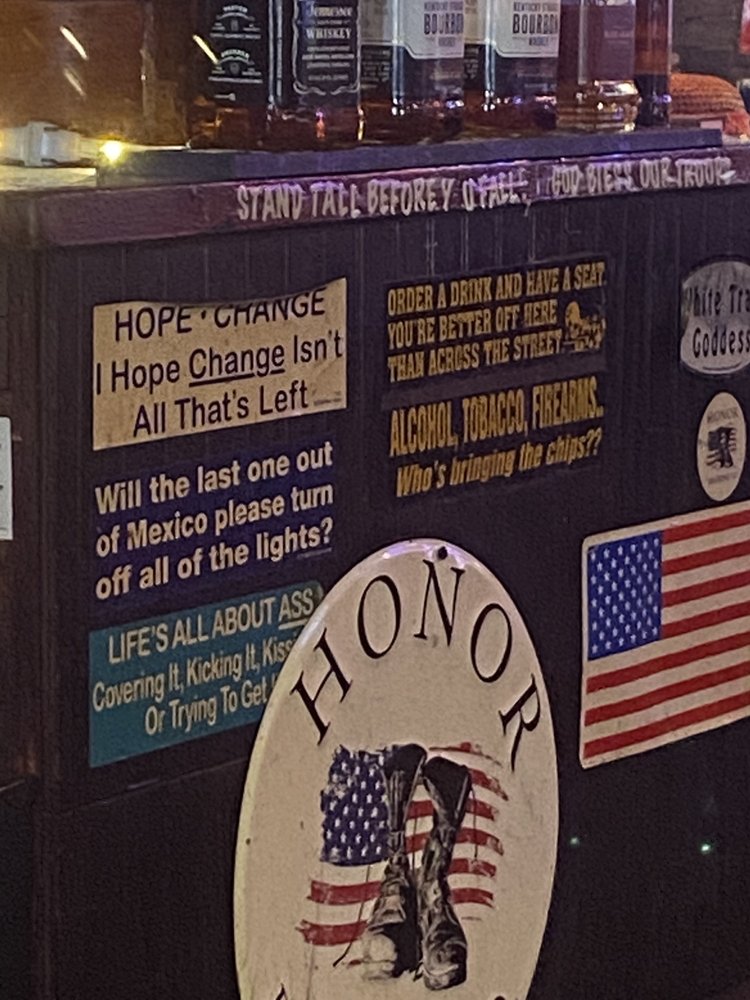 WHISKEY
BOURBON
BOURBON
STAND TALL BEFORE Y
GOD BLESS OUR TROOPS
HOPE · CHANGE
I Hope Change Isn't
All That's Left
ORDER A DRINK AND HAVE A SEAT
YOU'RE BETTER OFF HERE
THAN ACROSS THE STREET
ALCOHOL, TOBACCO, FIREARMS..
Who's bringing the chips??
Will the last one out
of Mexico please turn
off all of the lights?
LIFE'S ALL ABOUT ASS
Covering It, Kicking It, Kiss
Or Trying To Get
White Tra
Goddess
HONOR